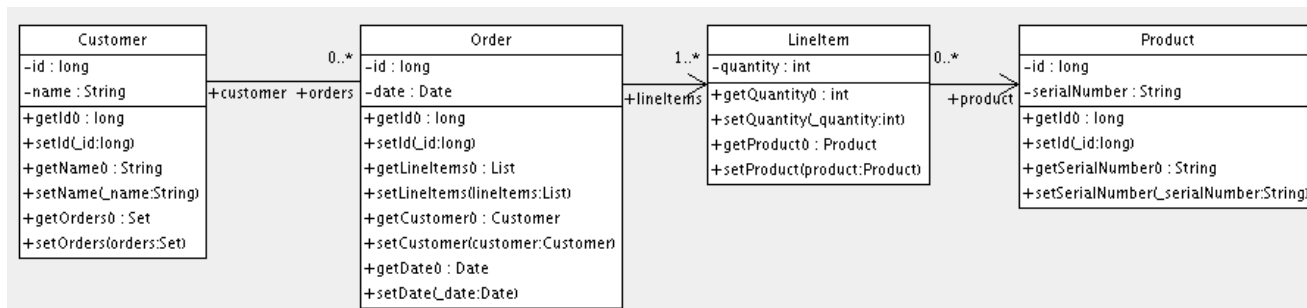 Customer
-id : long
-name : String
+getId() : long
+setId(_id:long)
+getName() : String
+setName(_name:String)
+getOrders() : Set
+setOrders(orders:Set)
+customer
0..*
+orders
Order
-id : long
-date : Date
+getId() : long
+setId(_id:long)
+getLineItems() : List
+setLineItems(lineItems:List)
+getCustomer() : Customer
+setCustomer(customer:Customer)
+getDate() : Date
+setDate(_date:Date)
1..*
+lineItems
LineItem
-quantity : int
+getQuantity() : int
+setQuantity(_quantity:int)
+getProduct() : Product
+setProduct(product:Product)
0..*
+product
Product
-id : long
-serialNumber : String
+getId() : long
+setId(_id:long)
+getSerialNumber() : String
+setSerialNumber(_serialNumber:String)